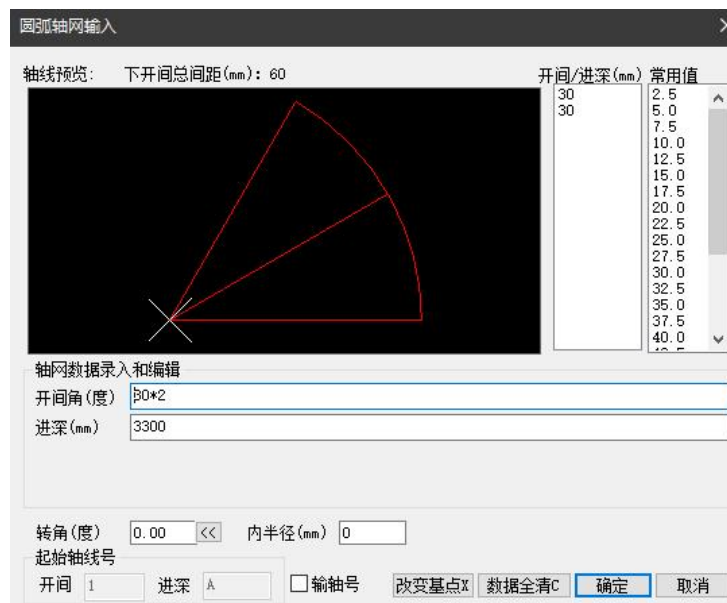 圆弧轴网输入
轴线预览: 下开间总间距(mm): 60
开间/进深(mm) 常用值
30
30
2.5
5.0
7.5
10.0
12.5
15.0
17.5
20.0
22.5
25.0
27.5
30.0
32.5
35.0
37.5
40.0
轴网数据录入和编辑
开间角(度) 30*2
进深(mm) 3300
转角(度) 0.00 << 内半径(mm) 0
起始轴线号
开间 1 进深 A 输轴号 改变基点X 数据全清C 确定 取消